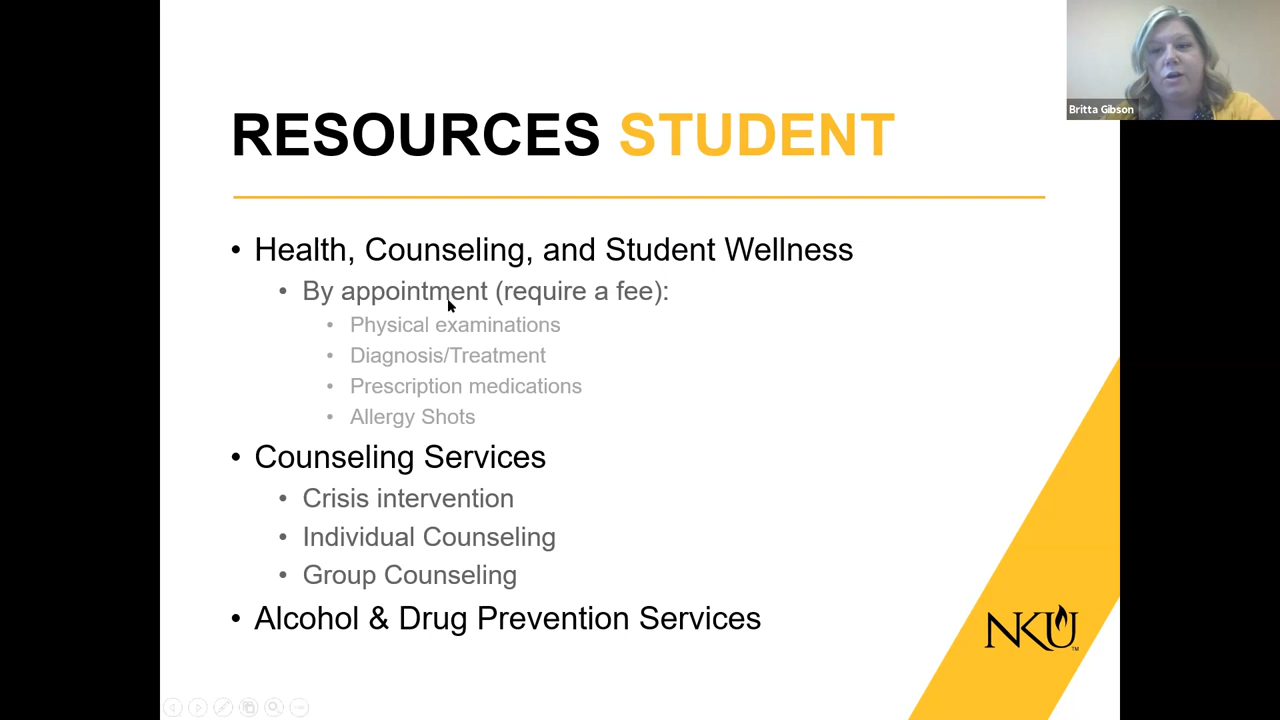 Britta Gibson
RESOURCES STUDENT
• Health, Counseling, and Student Wellness
• By appointment (require a fee):
• Physical examinations
• Diagnosis/Treatment
• Prescription medications
• Allergy Shots
• Counseling Services
• Crisis intervention
• Individual Counseling
• Group Counseling
• Alcohol & Drug Prevention Services
NKU™